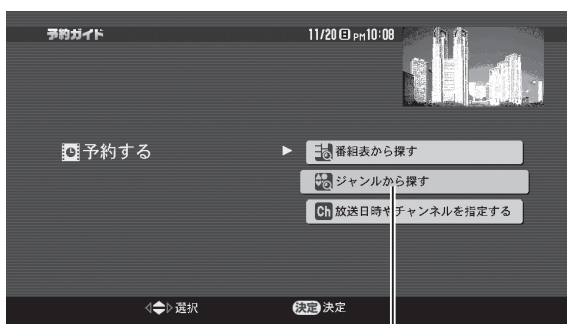 予約ガイド
11/20 日 PM10:08
予約する
番組表から探す
ジャンルから探す
Ch 放送日時やチャンネルを指定する
選択
決定 決定